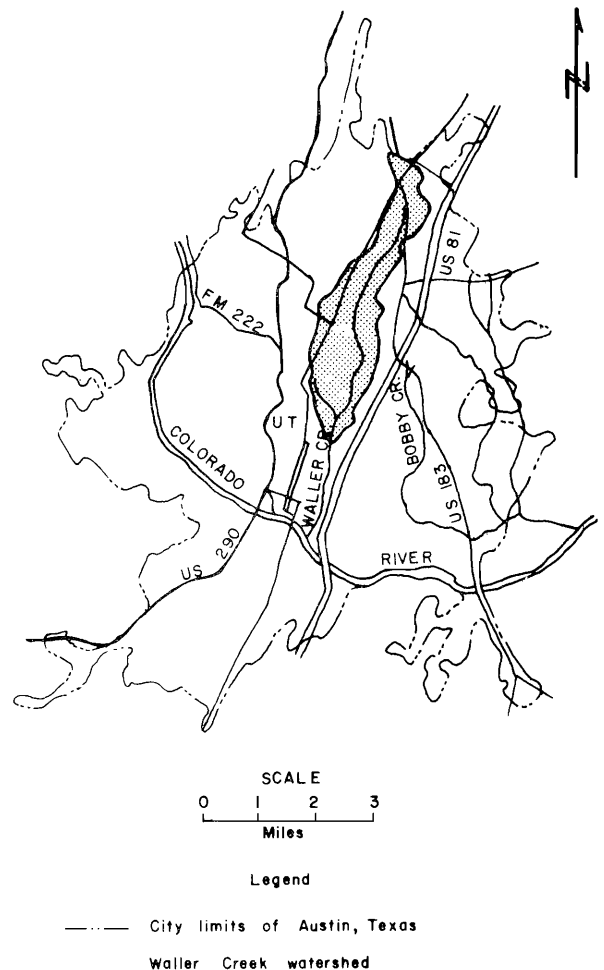 N
US 81
FM 222
UT
WALLER CR.
BOBBY CR.
COLORADO
US 183
US 290
RIVER
SCALE
0 1 2 3
Miles
Legend
City limits of Austin, Texas
Waller Creek watershed